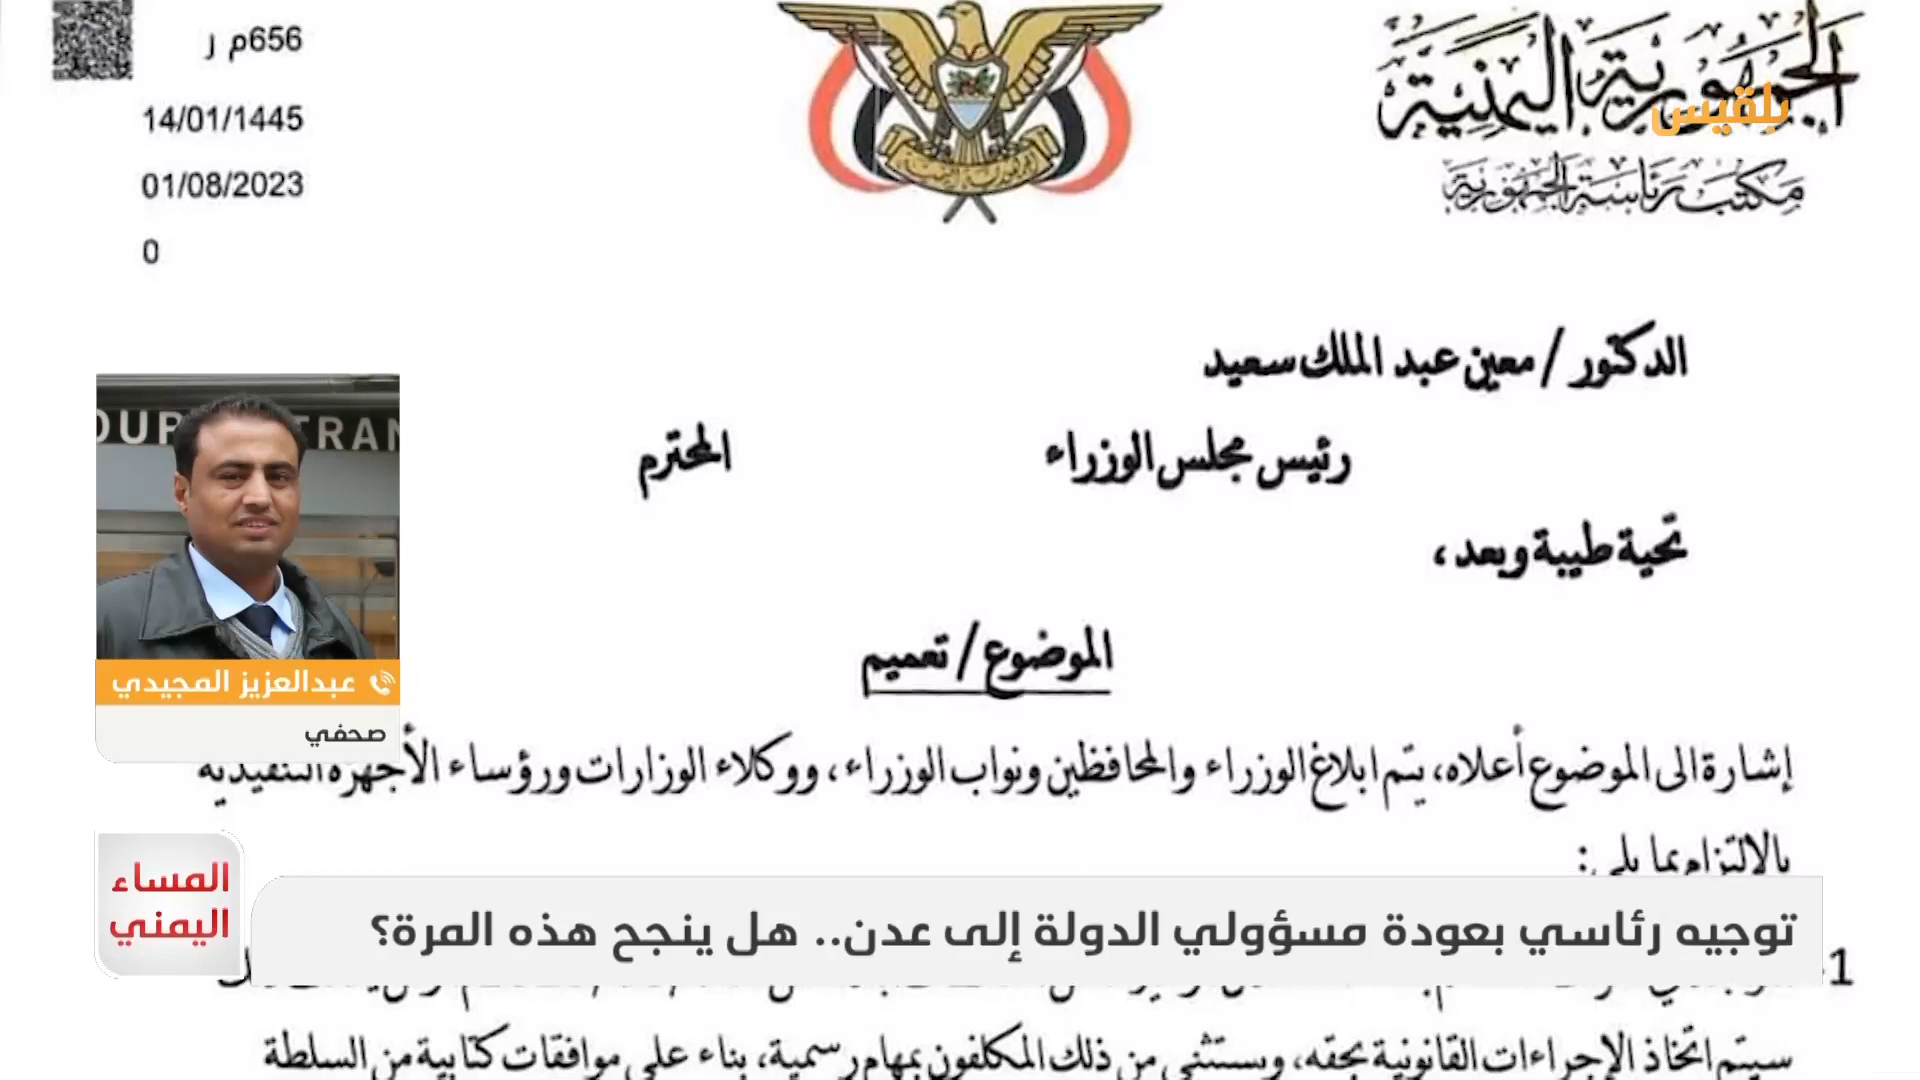 الجمهورية اليمنية
مكتب رئاسة الجمهورية
بلقيس
656م ر
14/01/1445
01/08/2023
0
الدكتور / معين عبد الملك سعيد
رئيس مجلس الوزراء المحترم
تحية طيبة وبعد،
الموضوع / تعميم
إشارة الى الموضوع أعلاه، يتم ابلاغ الوزراء والمحافظين ونواب الوزراء، ووكلاء الوزارات ورؤساء الأجهزة التنفيذية
بالالتزام بما يلي:
1-
سيتم اتخاذ الإجراءات القانونية بحقه، ويستثنى من ذلك المكلفون بمهام رسمية، بناء على موافقات كتابية من السلطة
OUP TRAN
عبدالعزيز المجيدي
صحفي
المساء
اليمني
توجيه رئاسي بعودة مسؤولي الدولة إلى عدن.. هل ينجح هذه المرة؟